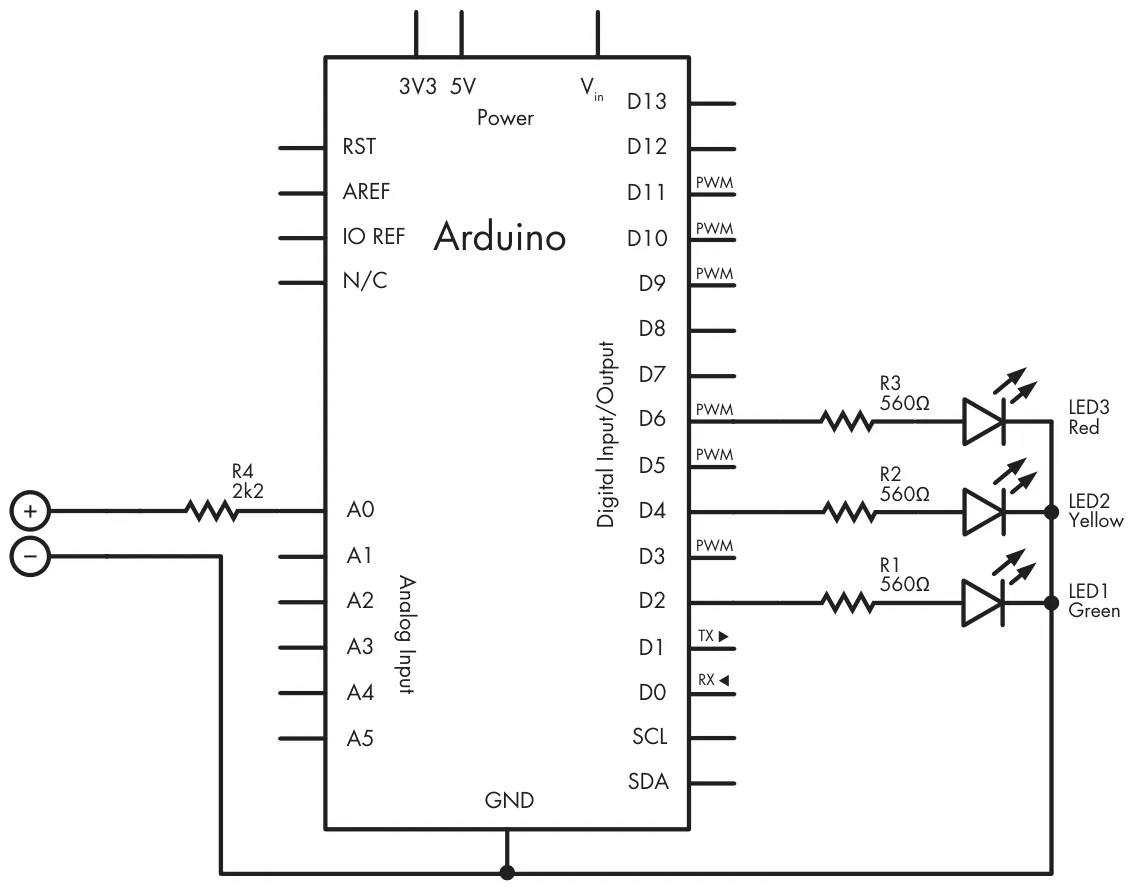 3V3 5V Vin
Power
RST
AREF
IO REF
N/C
Arduino
A0
A1
A2
A3
A4
A5
Analog Input
GND
Digital Input/Output
D13
D12
D11 PWM
D10 PWM
D9 PWM
D8
D7
D6 PWM
D5 PWM
D4
D3 PWM
D2
D1 TX ▶
D0 RX ◀
SCL
SDA
R4
2k2
+
−
R3
560Ω
LED3
Red
R2
560Ω
LED2
Yellow
R1
560Ω
LED1
Green